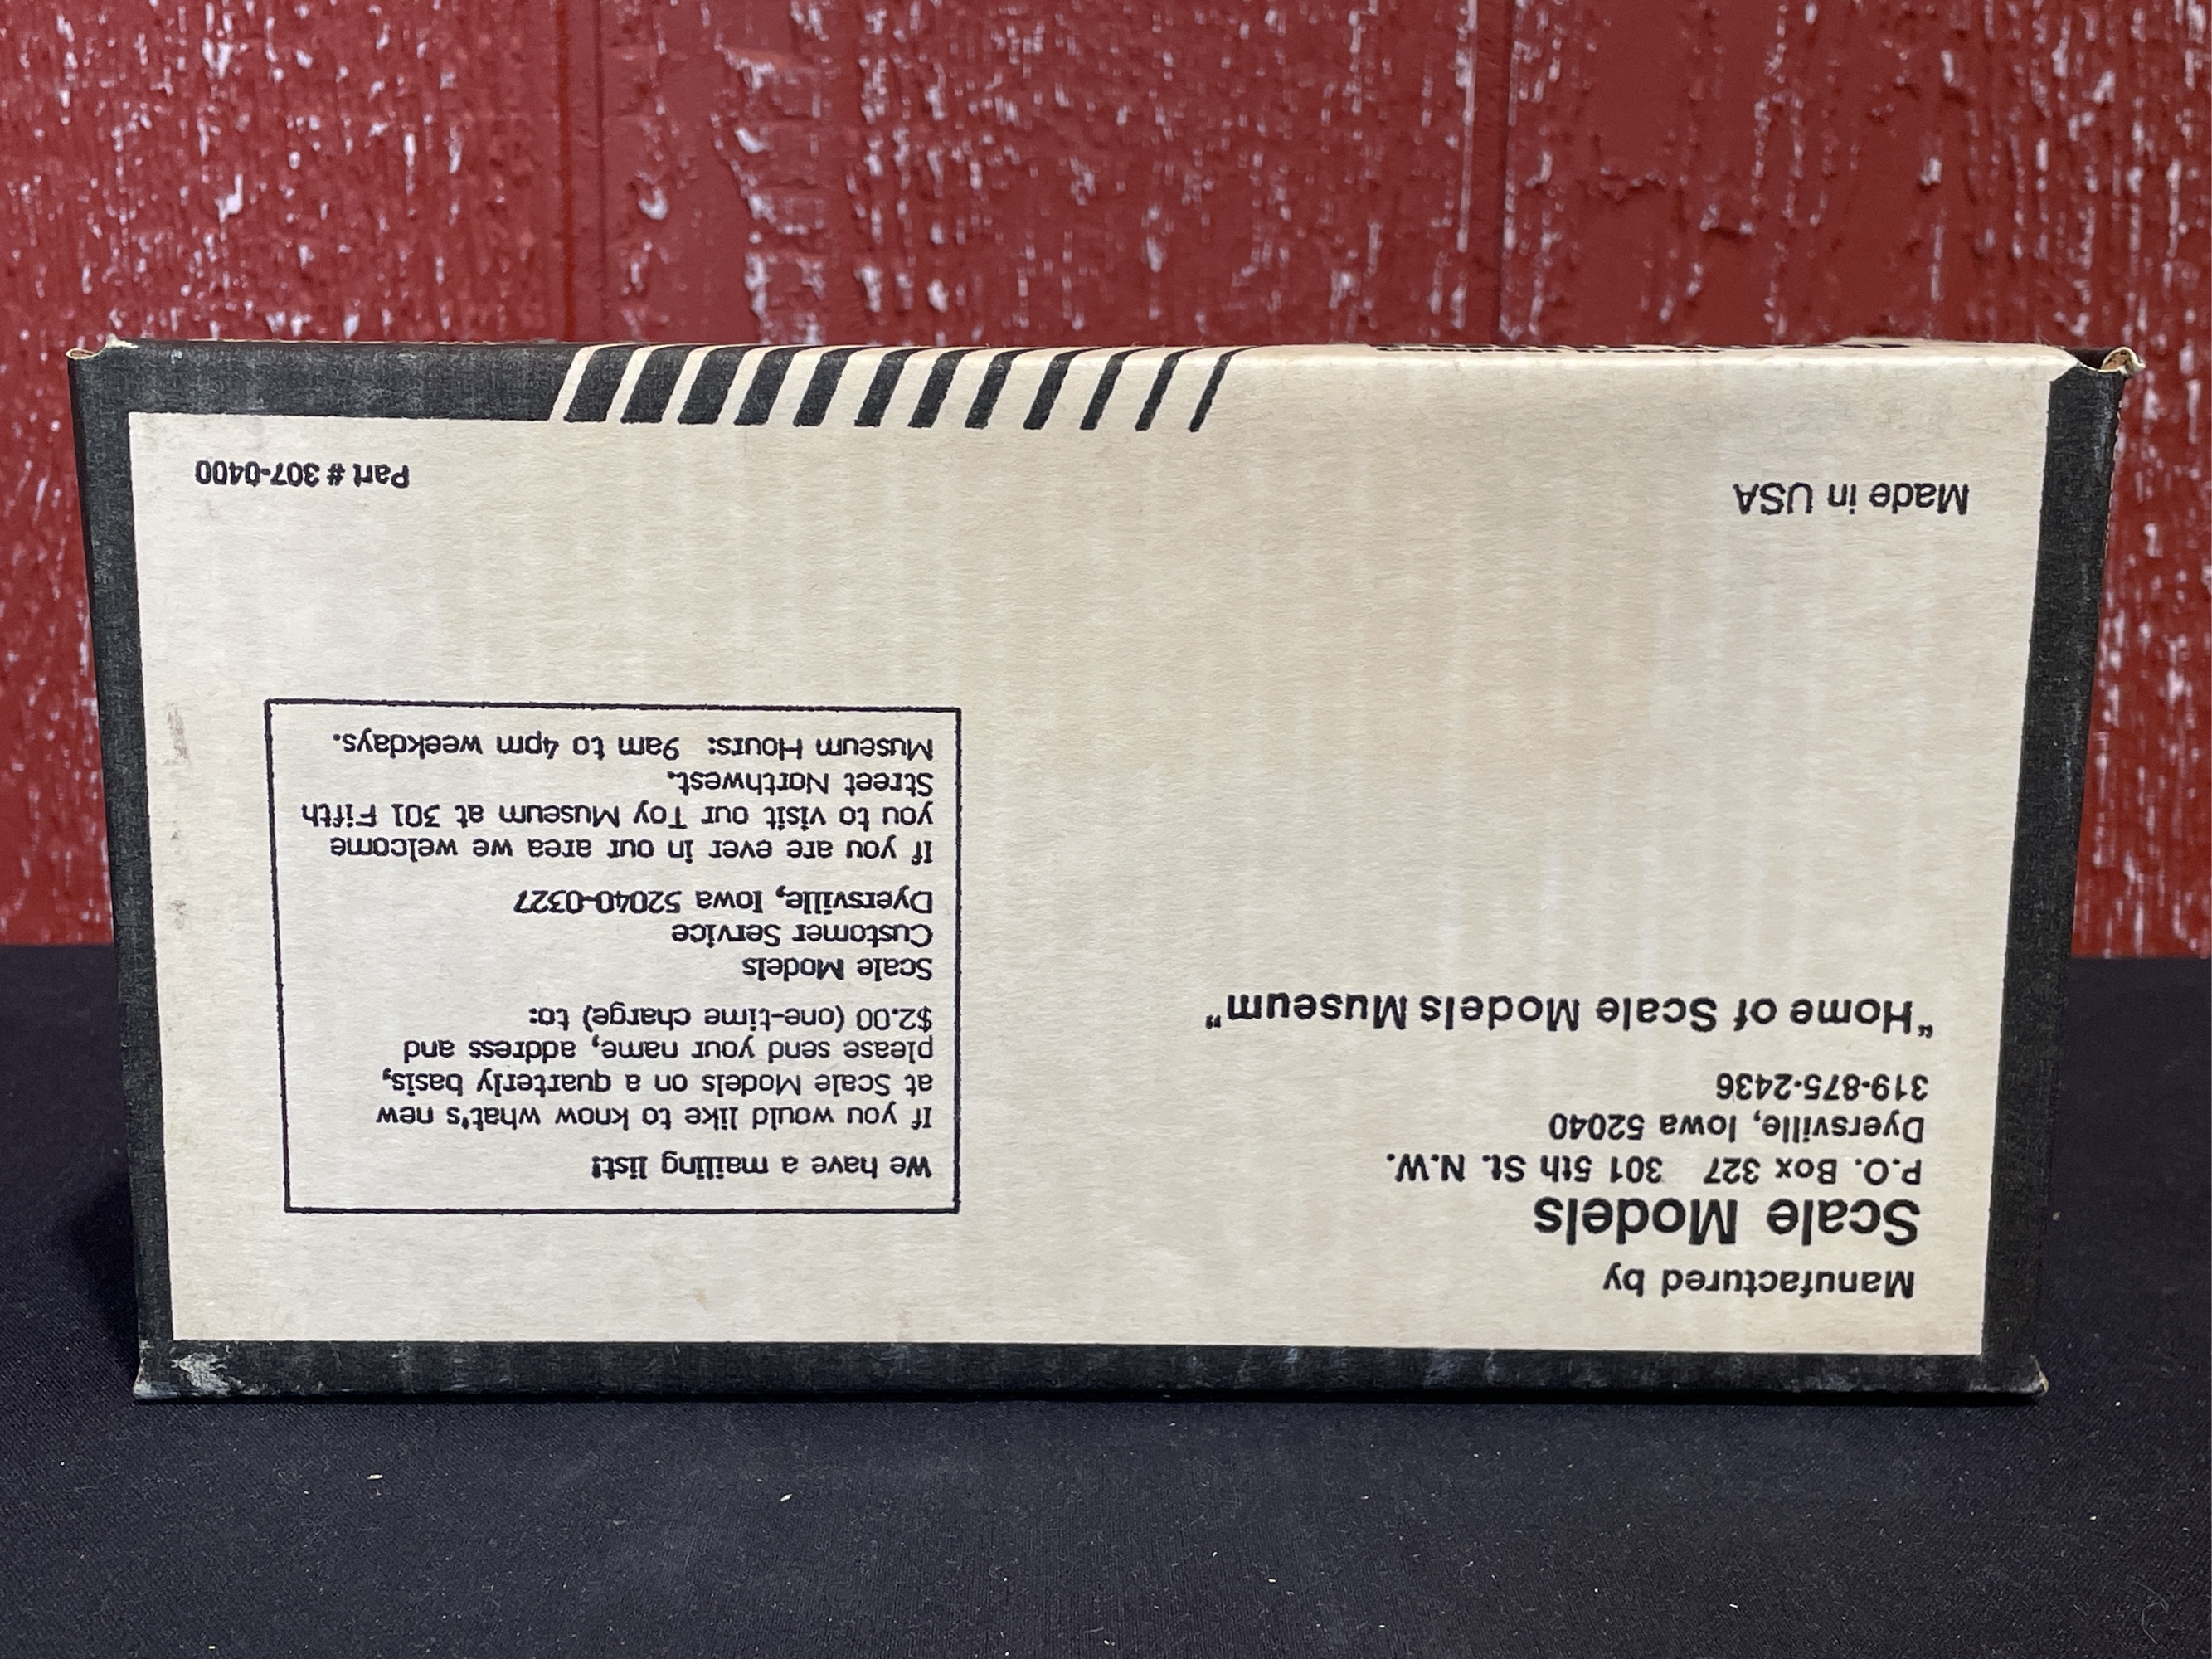 Manufactured by
Scale Models
P.O. Box 327   301 5th St. N.W.
Dyersville, Iowa 52040
319-875-2436
“Home of Scale Models Museum”
Made in USA
We have a mailing list!
If you would like to know what's new
at Scale Models on a quarterly basis,
please send your name, address and
$2.00 (one-time charge) to:
Scale Models
Customer Service
Dyersville, Iowa 52040-0327
If you are ever in our area we welcome
you to visit our Toy Museum at 301 Fifth
Street Northwest.
Museum Hours:  9am to 4pm weekdays.
Part # 307-0400